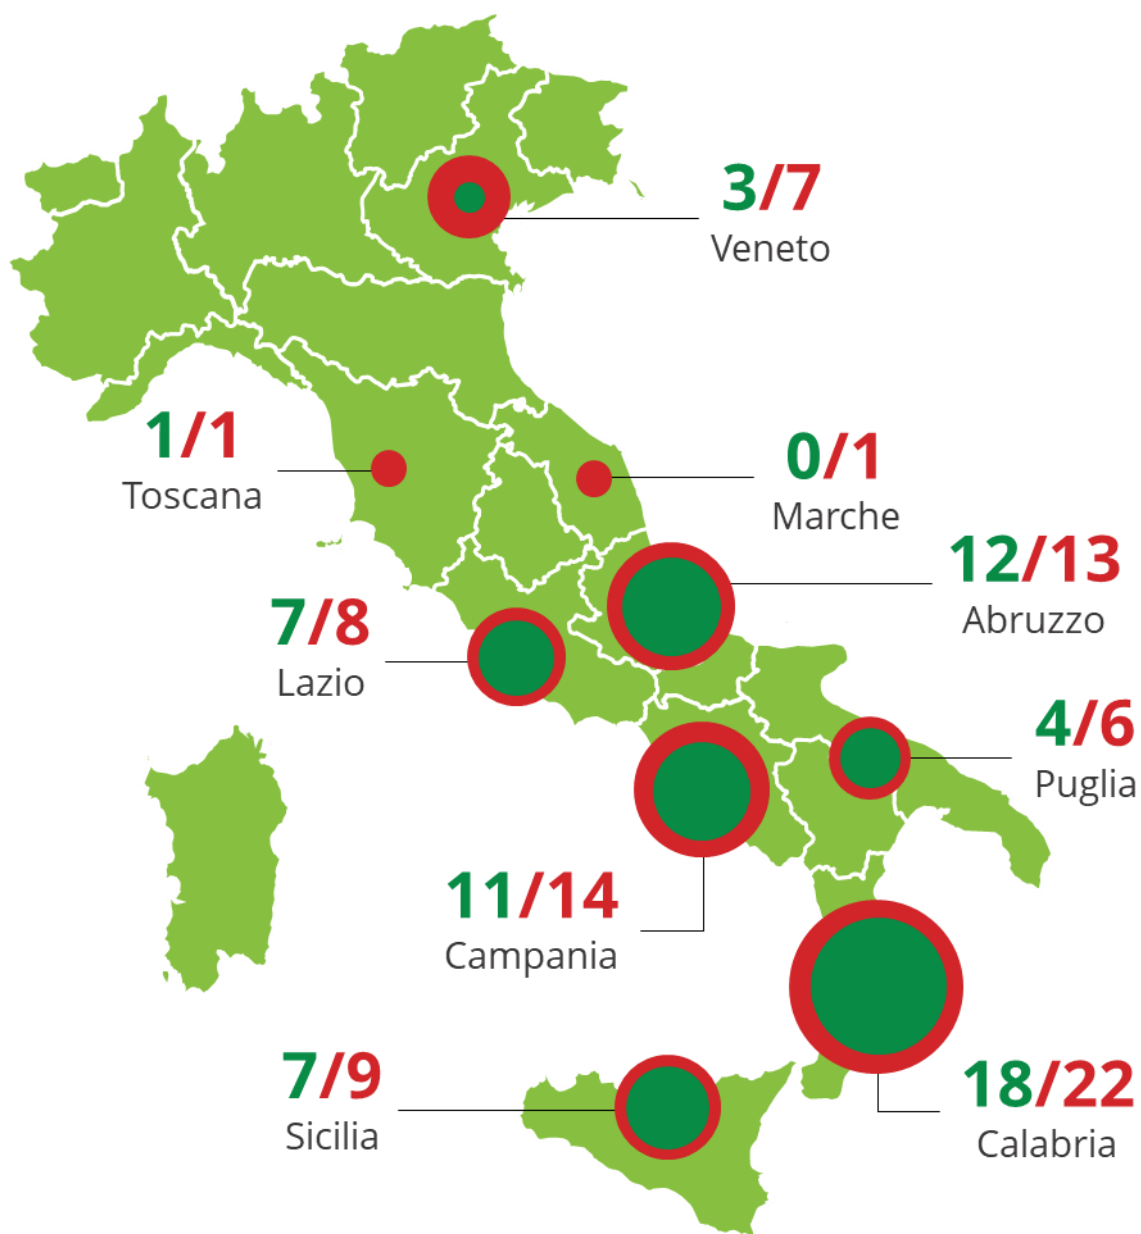 3/7
Veneto
1/1
Toscana
0/1
Marche
12/13
Abruzzo
7/8
Lazio
4/6
Puglia
11/14
Campania
7/9
Sicilia
18/22
Calabria